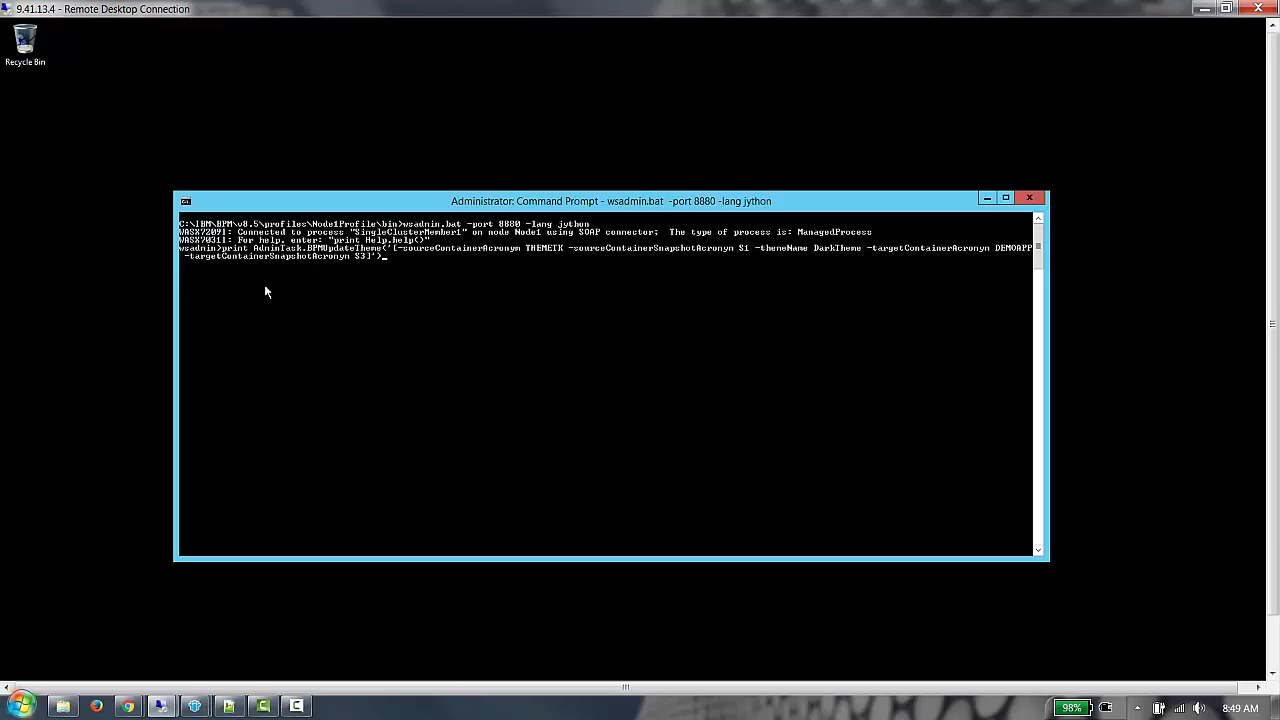 9.41.13.4 - Remote Desktop Connection
Recycle Bin
Administrator: Command Prompt - wsadmin.bat -port 8880 -lang jython
C:\IBM\BPM\v8.5\profiles\Node1Profile\bin>wsadmin.bat -port 8880 -lang jython
WASX7209I: Connected to process "SingleClusterMember1" on node Node1 using SOAP connector; The type of process is: ManagedProcess
WASX7031I: For help, enter: "print Help.help()"
wsadmin>print AdminTask.BPMUpdateTheme('[-sourceContainerAcronym THEMETK -sourceContainerSnapshotAcronym S1 -themeName DarkTheme -targetContainerAcronym DEMOAPP
-targetContainerSnapshotAcronym S3]')_
98%
8:49 AM